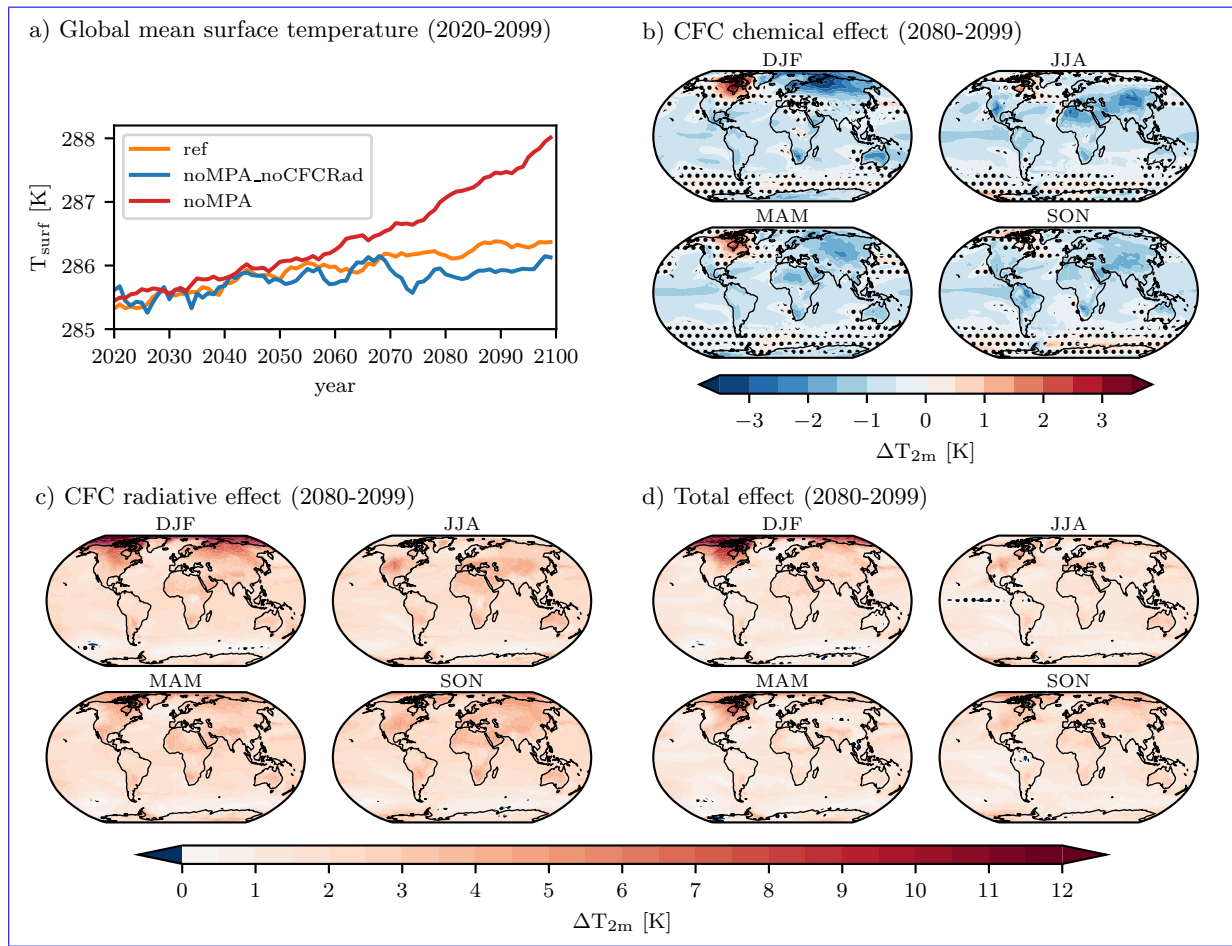 a) Global mean surface temperature (2020-2099)
288
287
286
285
T_surf [K]
ref
noMPA_noCFCRad
noMPA
2020 2030 2040 2050 2060 2070 2080 2090 2100
year
b) CFC chemical effect (2080-2099)
DJF JJA
MAM SON
−3 −2 −1 0 1 2 3
ΔT_2m [K]
c) CFC radiative effect (2080-2099)
DJF JJA
MAM SON
d) Total effect (2080-2099)
DJF JJA
MAM SON
0 1 2 3 4 5 6 7 8 9 10 11 12
ΔT_2m [K]